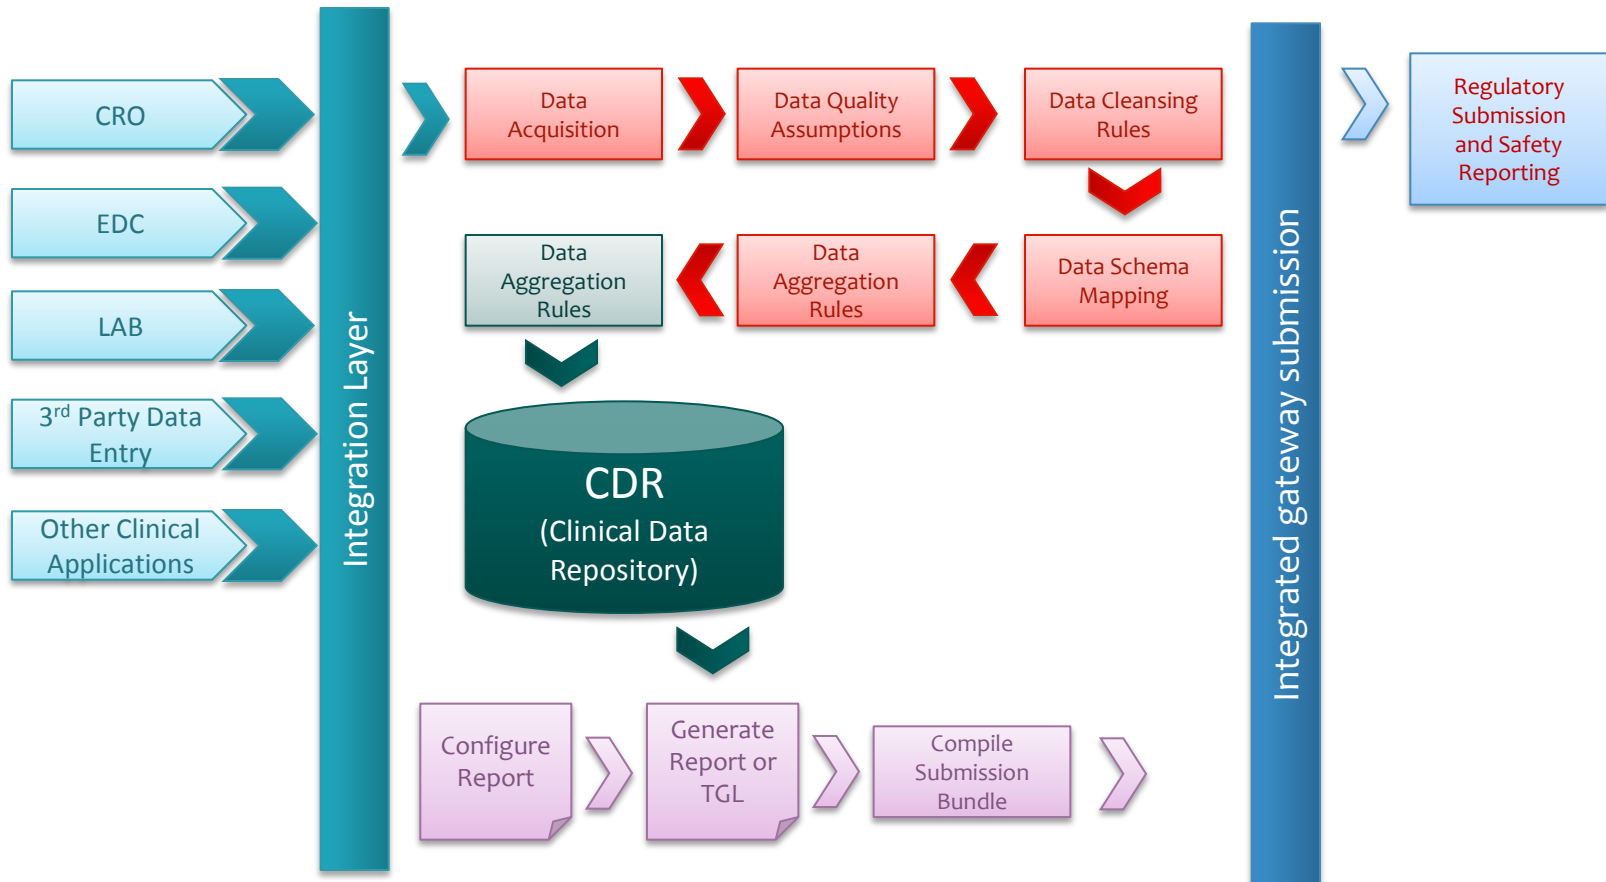 CRO
EDC
LAB
3rd Party Data
Entry
Other Clinical
Applications
Integration Layer
Data
Acquisition
Data Quality
Assumptions
Data Cleansing
Rules
Data Schema
Mapping
Data
Aggregation
Rules
Data
Aggregation
Rules
CDR
(Clinical Data
Repository)
Configure
Report
Generate
Report or
TGL
Compile
Submission
Bundle
Integrated gateway submission
Regulatory
Submission
and Safety
Reporting